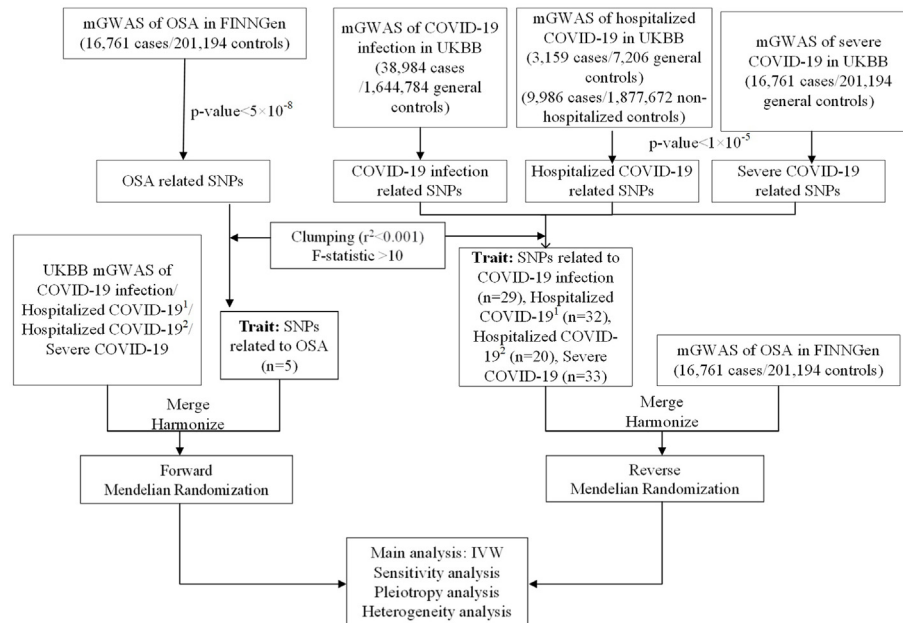 mGWAS of OSA in FINNGen
(16,761 cases/201,194 controls)
mGWAS of COVID-19
infection in UKBB
(38,984 cases
/1,644,784 general
controls)
mGWAS of hospitalized
COVID-19 in UKBB
(3,159 cases/7,206 general
controls)
(9,986 cases/1,877,672 non-
hospitalized controls)
mGWAS of severe
COVID-19 in UKBB
(16,761 cases/201,194
general controls)
p-value<5×10⁻⁸
p-value<1×10⁻⁵
OSA related SNPs
COVID-19 infection
related SNPs
Hospitalized COVID-19
related SNPs
Severe COVID-19
related SNPs
Clumping (r²<0.001)
F-statistic >10
UKBB mGWAS of
COVID-19 infection/
Hospitalized COVID-19¹/
Hospitalized COVID-19²/
Severe COVID-19
Trait: SNPs
related to OSA
(n=5)
Trait: SNPs related to
COVID-19 infection
(n=29), Hospitalized
COVID-19¹ (n=32),
Hospitalized COVID-
19² (n=20), Severe
COVID-19 (n=33)
mGWAS of OSA in FINNGen
(16,761 cases/201,194 controls)
Merge
Harmonize
Merge
Harmonize
Forward
Mendelian Randomization
Reverse
Mendelian Randomization
Main analysis: IVW
Sensitivity analysis
Pleiotropy analysis
Heterogeneity analysis